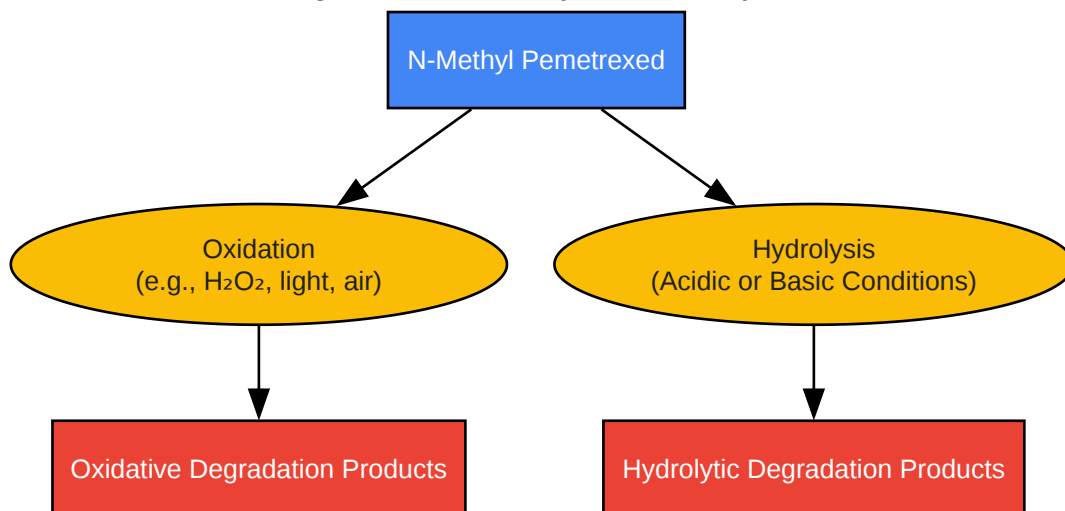 N-Methyl Pemetrexed
Oxidation
(e.g., H₂O₂, light, air)
Hydrolysis
(Acidic or Basic Conditions)
Oxidative Degradation Products
Hydrolytic Degradation Products